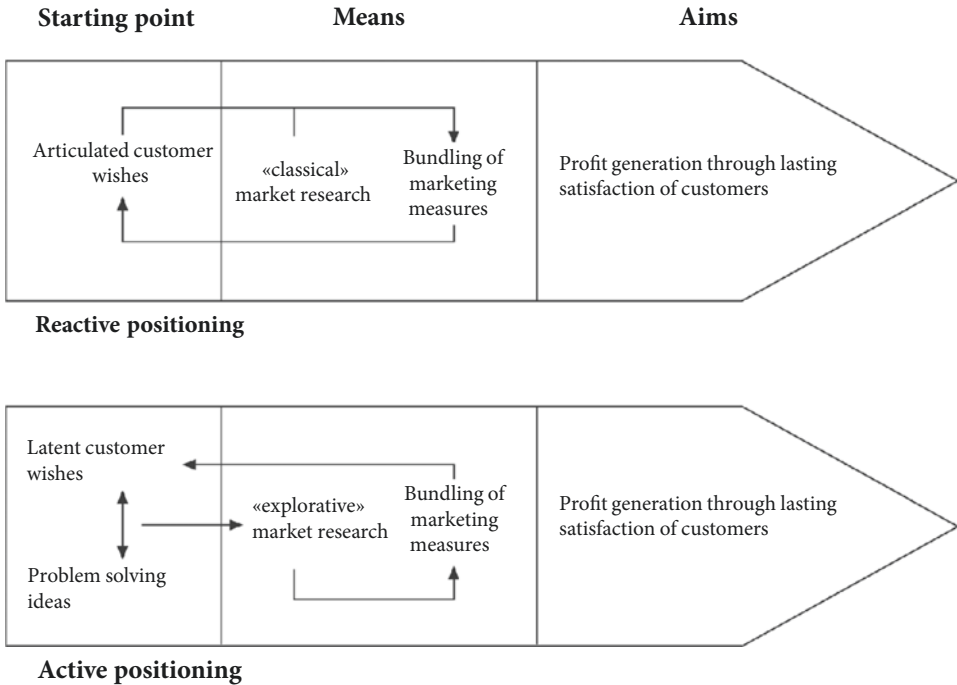 Starting point
Means
Aims
Articulated customer
wishes
«classical»
market research
Bundling of
marketing
measures
Profit generation through lasting
satisfaction of customers
Reactive positioning
Latent customer
wishes
Problem solving
ideas
«explorative»
market research
Bundling of
marketing
measures
Profit generation through lasting
satisfaction of customers
Active positioning